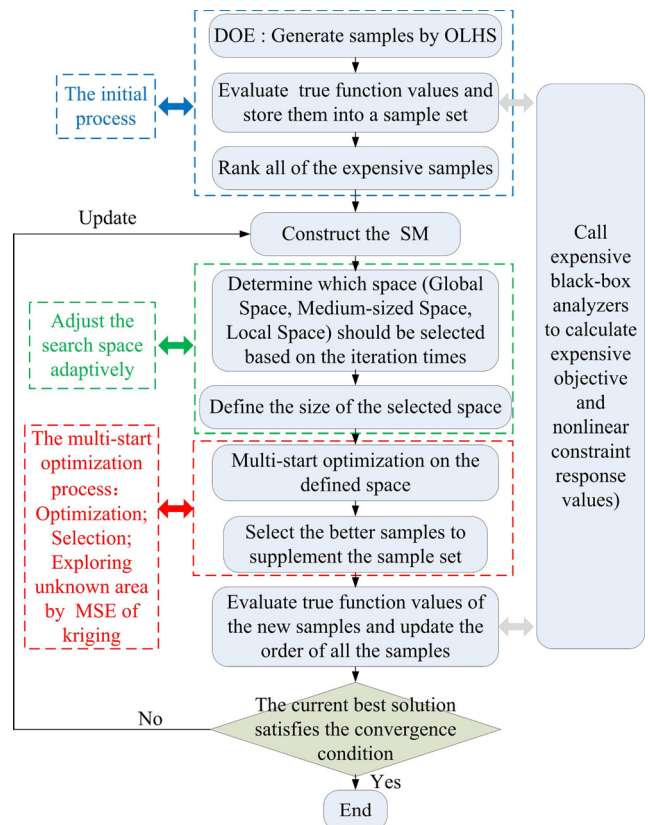 DOE : Generate samples by OLHS
The initial
process
Evaluate true function values and
store them into a sample set
Rank all of the expensive samples
Update
Construct the SM
Call
expensive
black-box
analyzers
to calculate
expensive
objective
and
nonlinear
constraint
response
values)
Adjust the
search space
adaptively
Determine which space (Global
Space, Medium-sized Space,
Local Space) should be selected
based on the iteration times
Define the size of the selected space
The multi-start
optimization
process：
Optimization;
Selection;
Exploring
unknown area
by MSE of
kriging
Multi-start optimization on the
defined space
Select the better samples to
supplement the sample set
Evaluate true function values of
the new samples and update the
order of all the samples
The current best solution
satisfies the convergence
condition
No
Yes
End